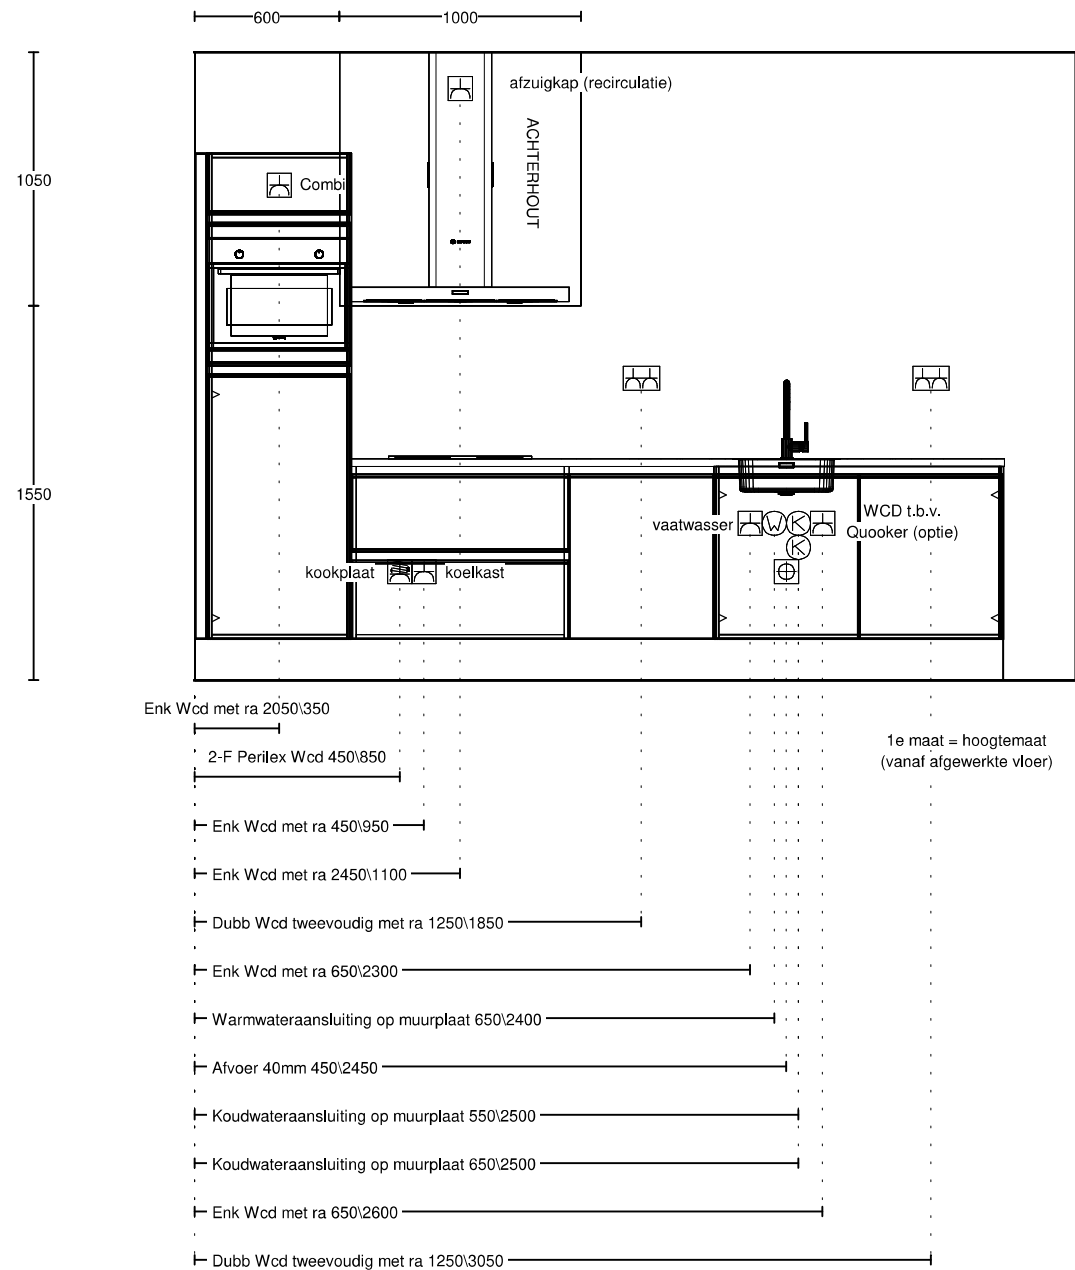 600
1000
afzuigkap (recirculatie)
ACHTERHOUT
1050
Combi
1550
WCD t.b.v.
vaatwasser
W
K
Quooker (optie)
K
kookplaat
koelkast
Enk Wcd met ra 2050\350
1e maat = hoogtemaat
2-F Perilex Wcd 450\850
(vanaf afgewerkte vloer)
Enk Wcd met ra 450\950
Enk Wcd met ra 2450\1100
Dubb Wcd tweevoudig met ra 1250\1850
Enk Wcd met ra 650\2300
Warmwateraansluiting op muurplaat 650\2400
Afvoer 40mm 450\2450
Koudwateraansluiting op muurplaat 550\2500
Koudwateraansluiting op muurplaat 650\2500
Enk Wcd met ra 650\2600
Dubb Wcd tweevoudig met ra 1250\3050